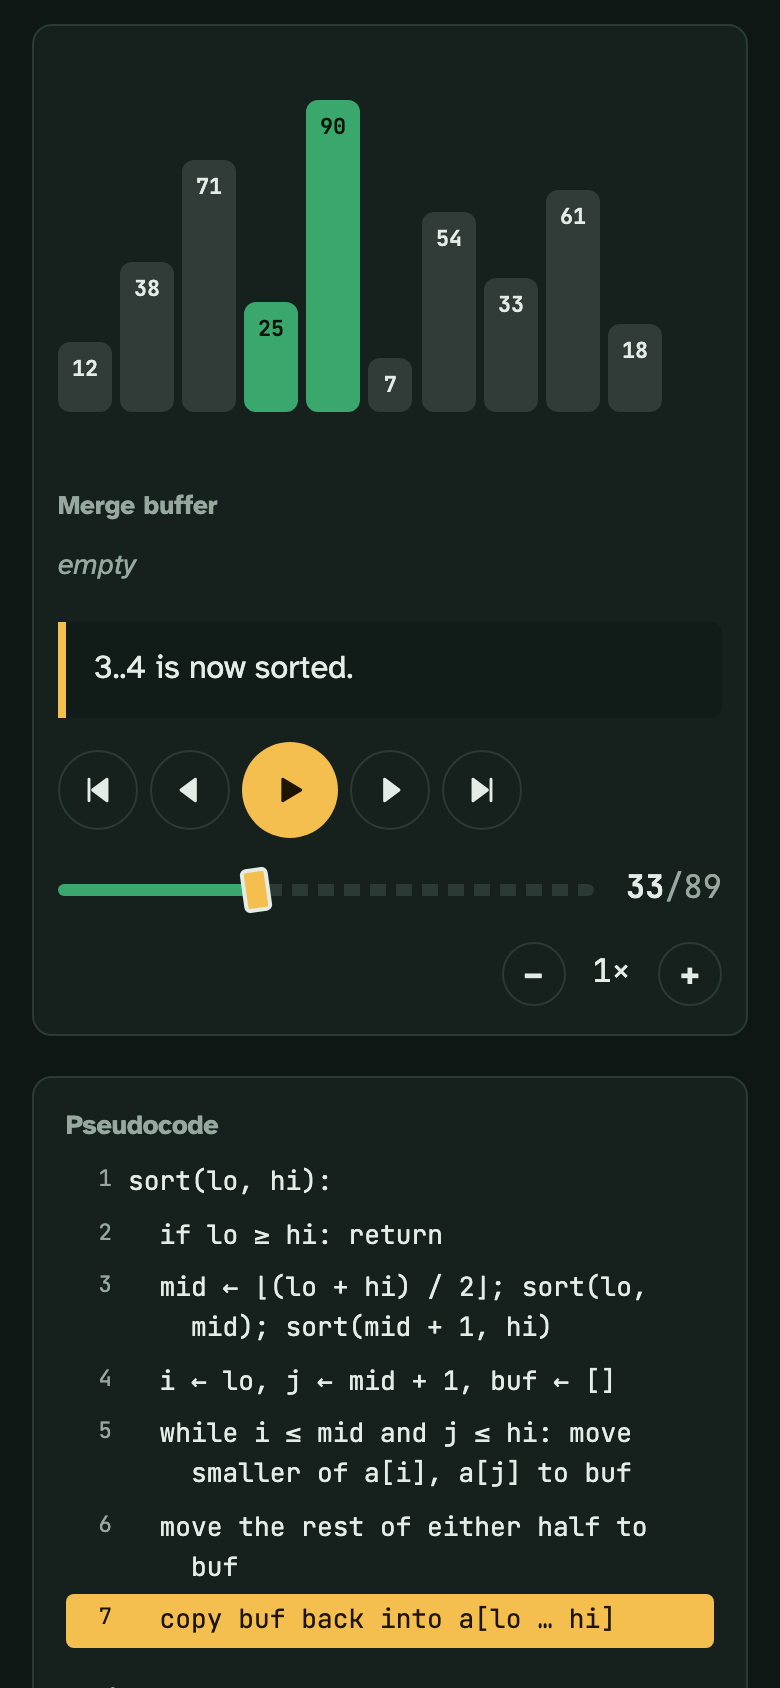 12 38 71 25 90 7 54 33 61 18
Merge buffer
empty
3..4 is now sorted.
33/89
− 1× +
Pseudocode
1 sort(lo, hi):
2 if lo ≥ hi: return
3 mid ← ⌊(lo + hi) / 2⌋; sort(lo,
mid); sort(mid + 1, hi)
4 i ← lo, j ← mid + 1, buf ← []
5 while i ≤ mid and j ≤ hi: move
smaller of a[i], a[j] to buf
6 move the rest of either half to
buf
7 copy buf back into a[lo … hi]